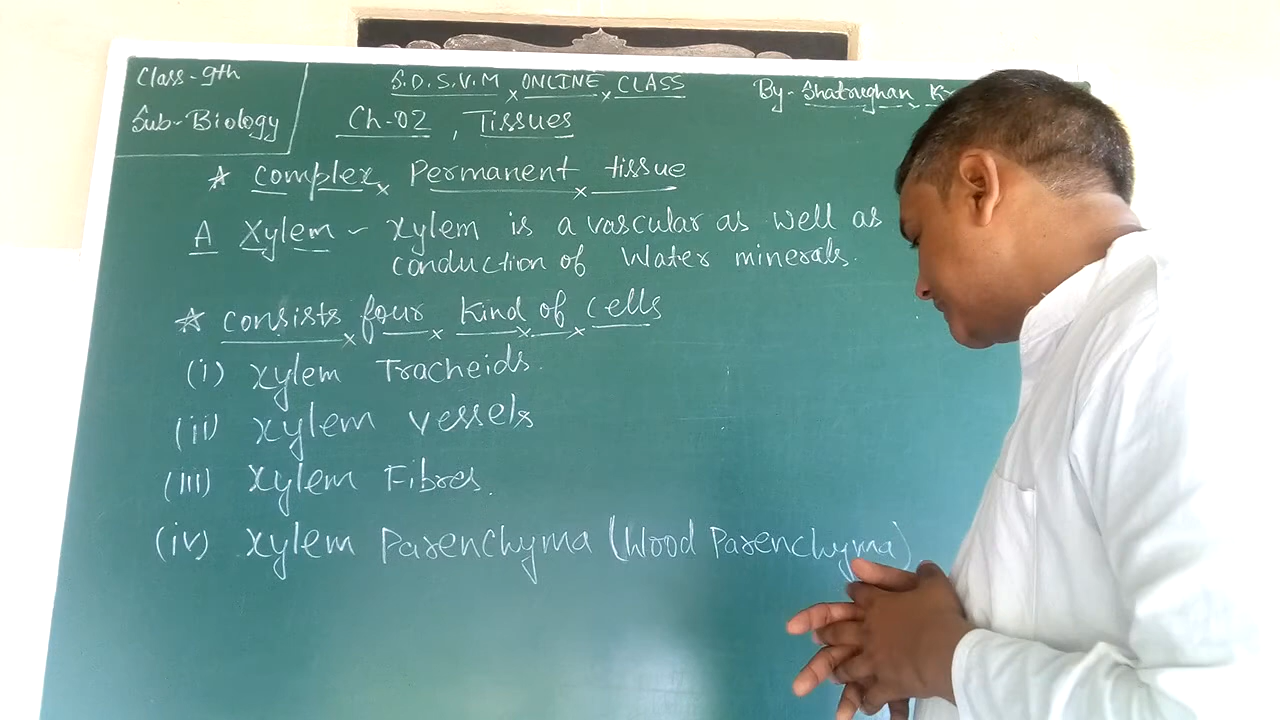 Class-9th
Sub-Biology
S.D.S.V.M ONLINE CLASS
By-Shatrughan
Ch-02, Tissues
Complex Permanent tissue
A Xylem - Xylem is a vascular as well as
conduction of Water minerals.
consists four kind of cells
(i) Xylem Tracheids.
(ii) Xylem vessels
(iii) Xylem Fibres.
(iv) Xylem Parenchyma (Wood Parenchyma)